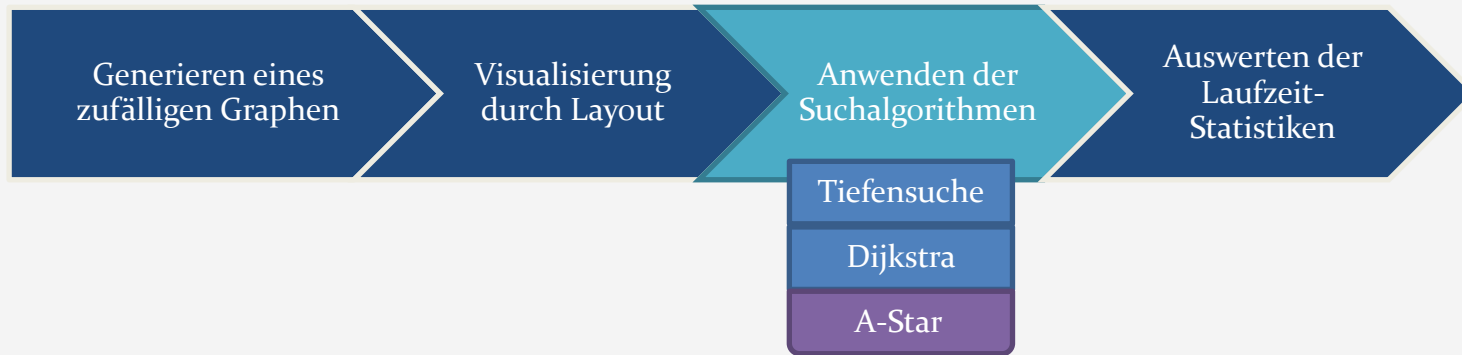 Generieren eines
zufälligen Graphen
Visualisierung
durch Layout
Anwenden der
Suchalgorithmen
Auswerten der
Laufzeit-
Statistiken
Tiefensuche
Dijkstra
A-Star